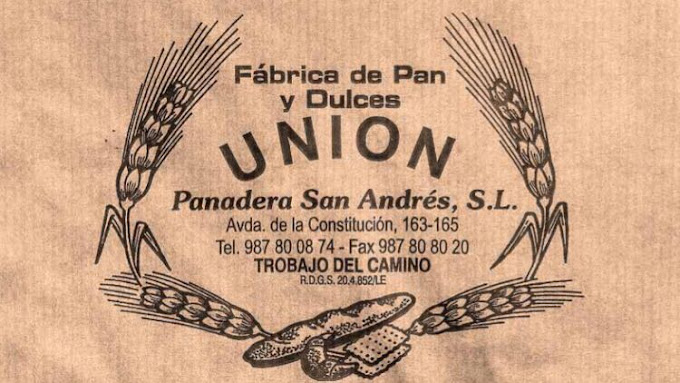 Fábrica de Pan
y Dulces
UNION
Panadera San Andrés, S.L.
Avda. de la Constitución, 163-165
Tel. 987 80 08 74 - Fax 987 80 80 20
TROBAJO DEL CAMINO
R.D.G.S. 20.4.852/LE